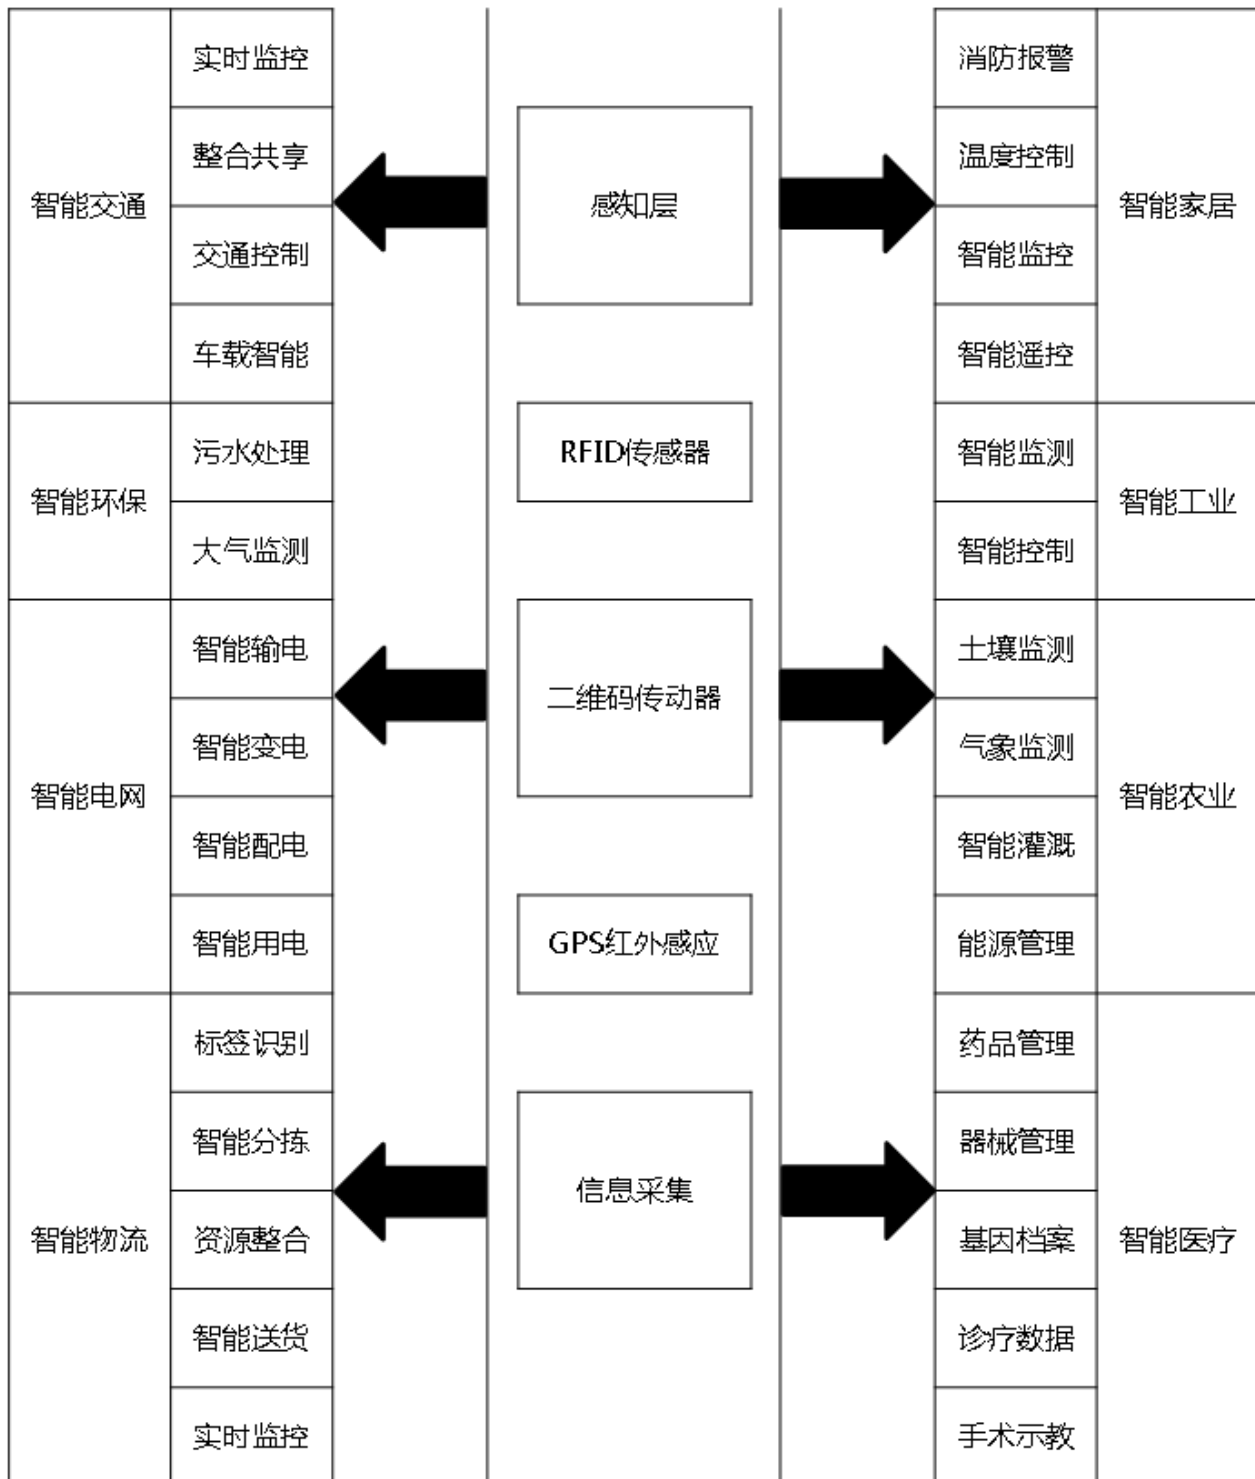 智能交通
实时监控
整合共享
交通控制
车载智能
智能环保
污水处理
大气监测
智能电网
智能输电
智能变电
智能配电
智能用电
智能物流
标签识别
智能分拣
资源整合
智能送货
实时监控
感知层
RFID传感器
二维码传动器
GPS红外感应
信息采集
消防报警
温度控制
智能监控
智能遥控
智能家居
智能监测
智能控制
智能工业
土壤监测
气象监测
智能灌溉
能源管理
智能农业
药品管理
器械管理
基因档案
诊疗数据
手术示教
智能医疗